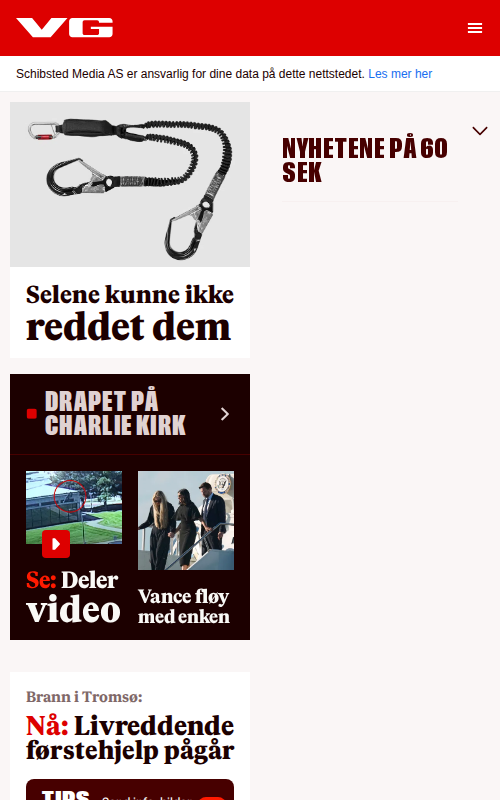 VG
Schibsted Media AS er ansvarlig for dine data på dette nettstedet. Les mer her
Selene kunne ikke
reddet dem
NYHETENE PÅ 60
SEK
DRAPET PÅ
CHARLIE KIRK
Se: Deler
video
Vance fløy
med enken
Brann i Tromsø:
Nå: Livreddende
førstehjelp pågår
TIPS